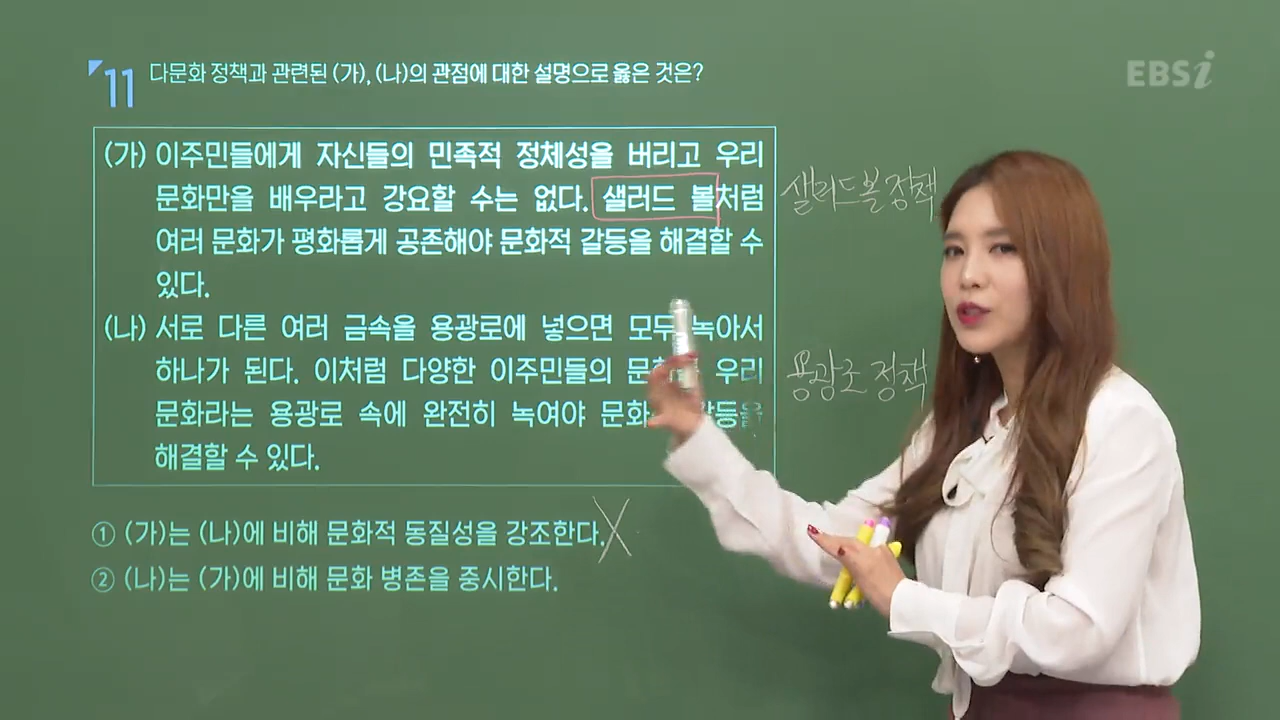 EBSi
11 다문화 정책과 관련된 (가), (나)의 관점에 대한 설명으로 옳은 것은?
(가) 이주민들에게 자신들의 민족적 정체성을 버리고 우리
문화만을 배우라고 강요할 수는 없다. 샐러드 볼처럼
여러 문화가 평화롭게 공존해야 문화적 갈등을 해결할 수
있다.
(나) 서로 다른 여러 금속을 용광로에 넣으면 모두 녹아서
하나가 된다. 이처럼 다양한 이주민들의 우리
문화라는 용광로 속에 완전히 녹여야 갈등을
해결할 수 있다.
샐러드볼 정책
용광로 정책
① (가)는 (나)에 비해 문화적 동질성을 강조한다. X
② (나)는 (가)에 비해 문화 병존을 중시한다.